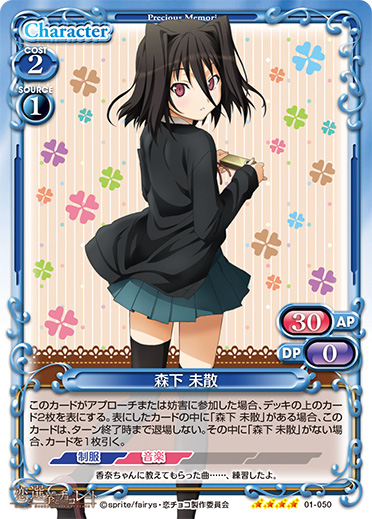 Precious Memor
Character
COST
2
SOURCE
1
30 AP
DP 0
森下 未散
このカードがアプローチまたは妨害に参加した場合、デッキの上のカー
ド2枚を表にする。表にしたカードの中に「森下 未散」がある場合、この
カードは、ターン終了時まで退場しない。その中に「森下 未散」がない場
合、カードを1枚引く。
制服 音楽
香奈ちゃんに教えてもらった曲……、練習したよ。
恋と選挙とチョコレート
©sprite/fairys・恋チョコ製作委員会
★★★★ 01-050